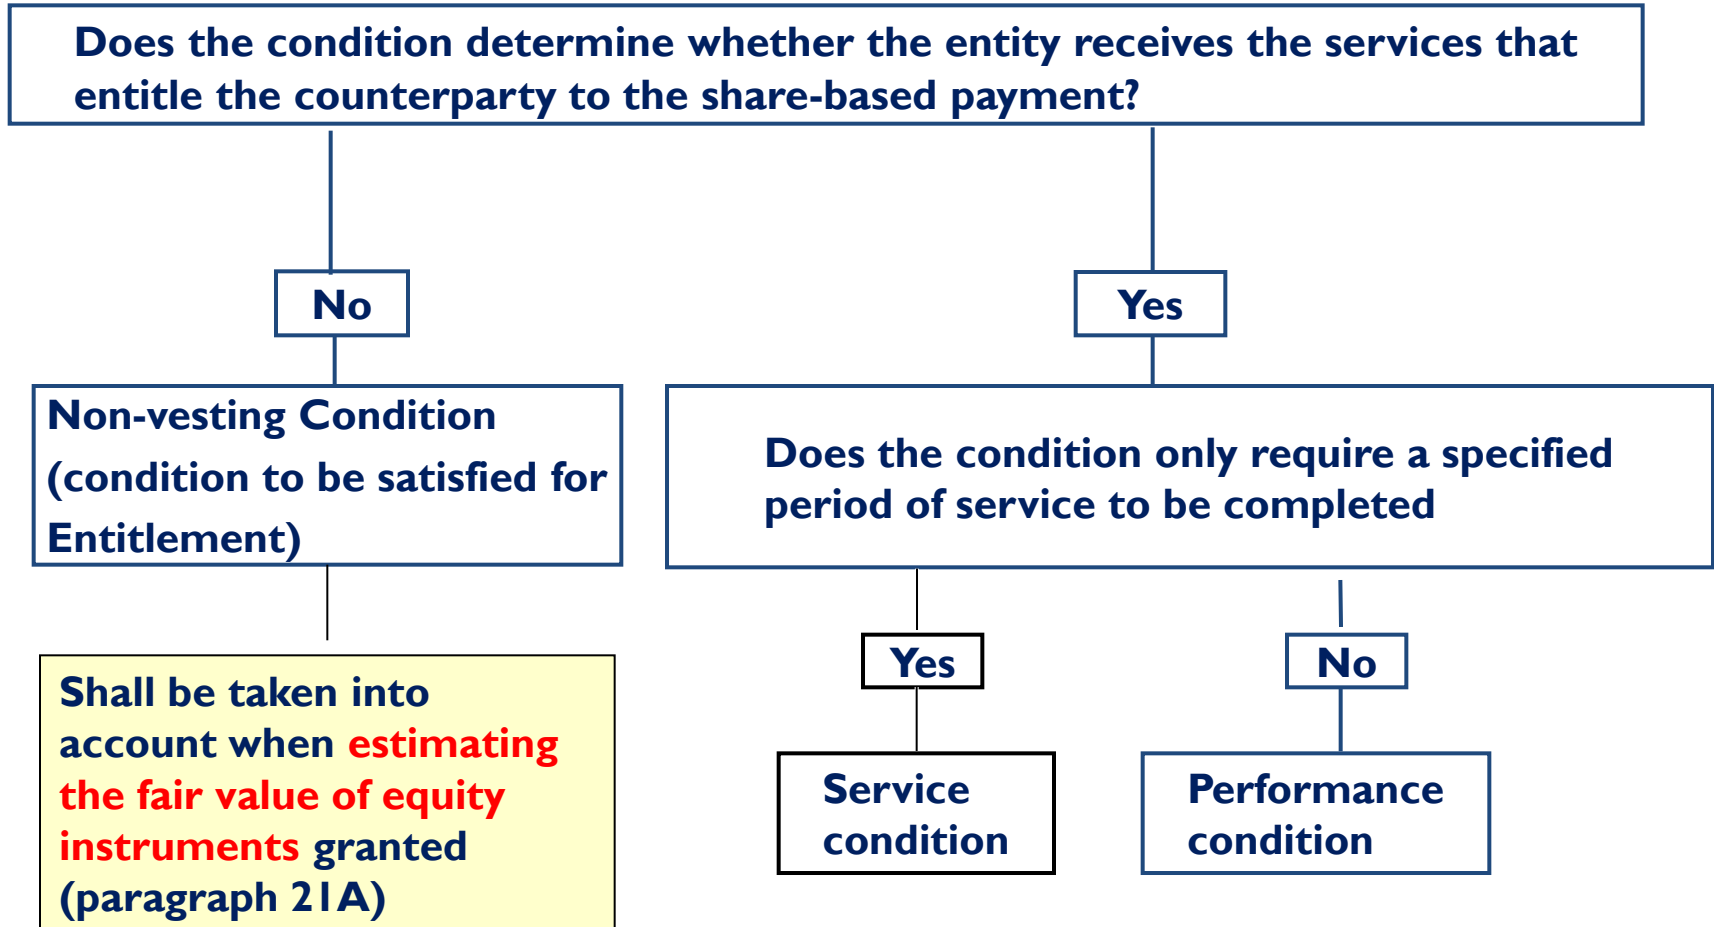 Does the condition determine whether the entity receives the services that
entitle the counterparty to the share-based payment?
No
Yes
Non-vesting Condition
(condition to be satisfied for
Entitlement)
Does the condition only require a specified
period of service to be completed
Yes
No
Shall be taken into
account when estimating
the fair value of equity
instruments granted
(paragraph 21A)
Service
condition
Performance
condition